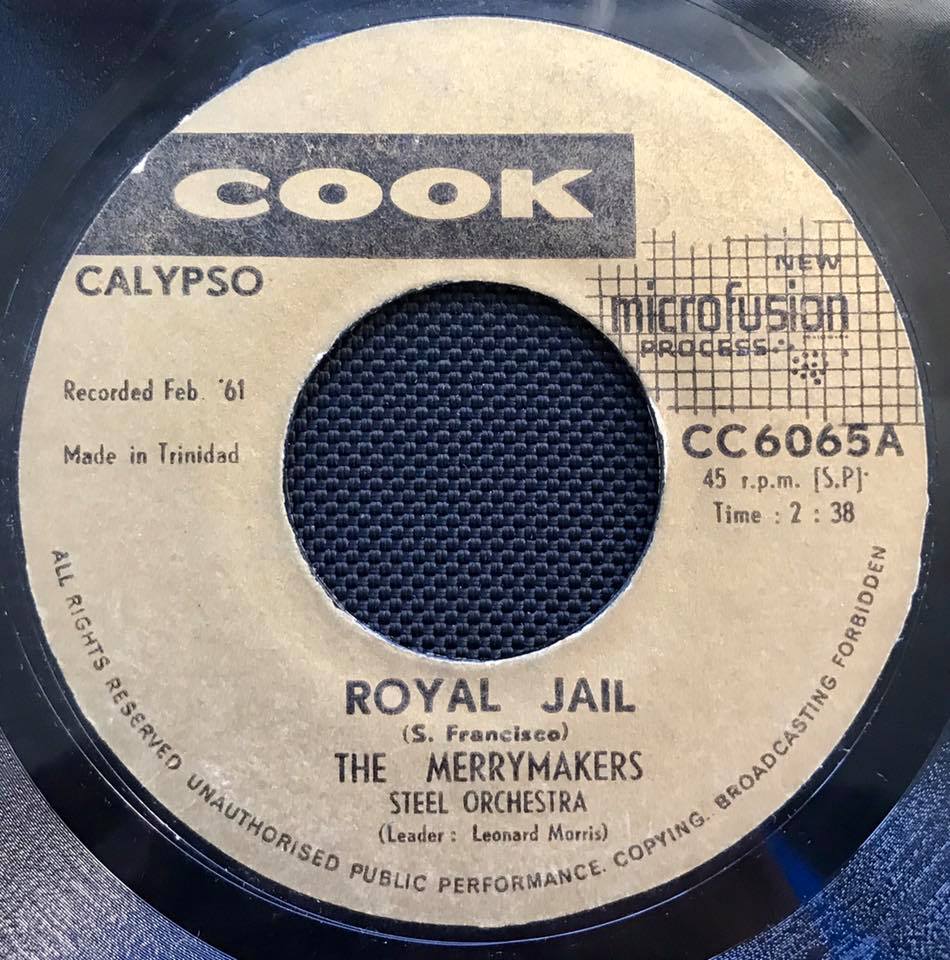 COOK
CALYPSO
NEW
microfusion
PROCESS
Recorded Feb. '61
Made in Trinidad
CC6065A
45 r.p.m. [S.P]
Time : 2 : 38
ROYAL JAIL
(S. Francisco)
THE MERRYMAKERS
STEEL ORCHESTRA
(Leader : Leonard Morris)
ALL RIGHTS RESERVED UNAUTHORISED PUBLIC PERFORMANCE. COPYING. BROADCASTING FORBIDDEN